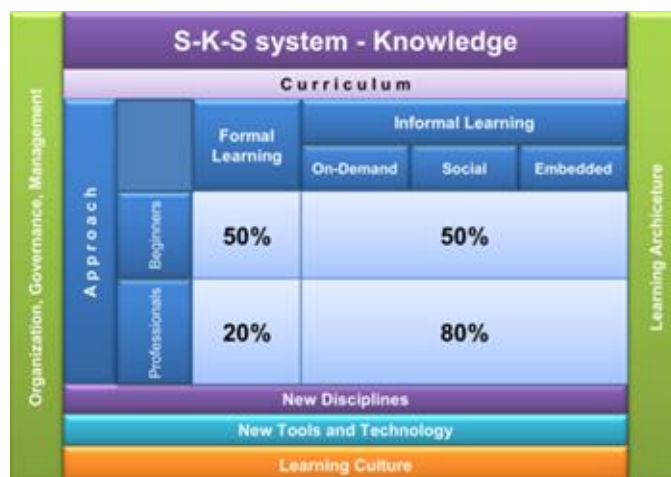 S-K-S system - Knowledge
Curriculum
Organization, Governance, Management
Approach
Formal
Learning
Informal Learning
On-Demand
Social
Embedded
Beginners
50%
50%
Professionals
20%
80%
Learning Archiceture
New Disciplines
New Tools and Technology
Learning Culture